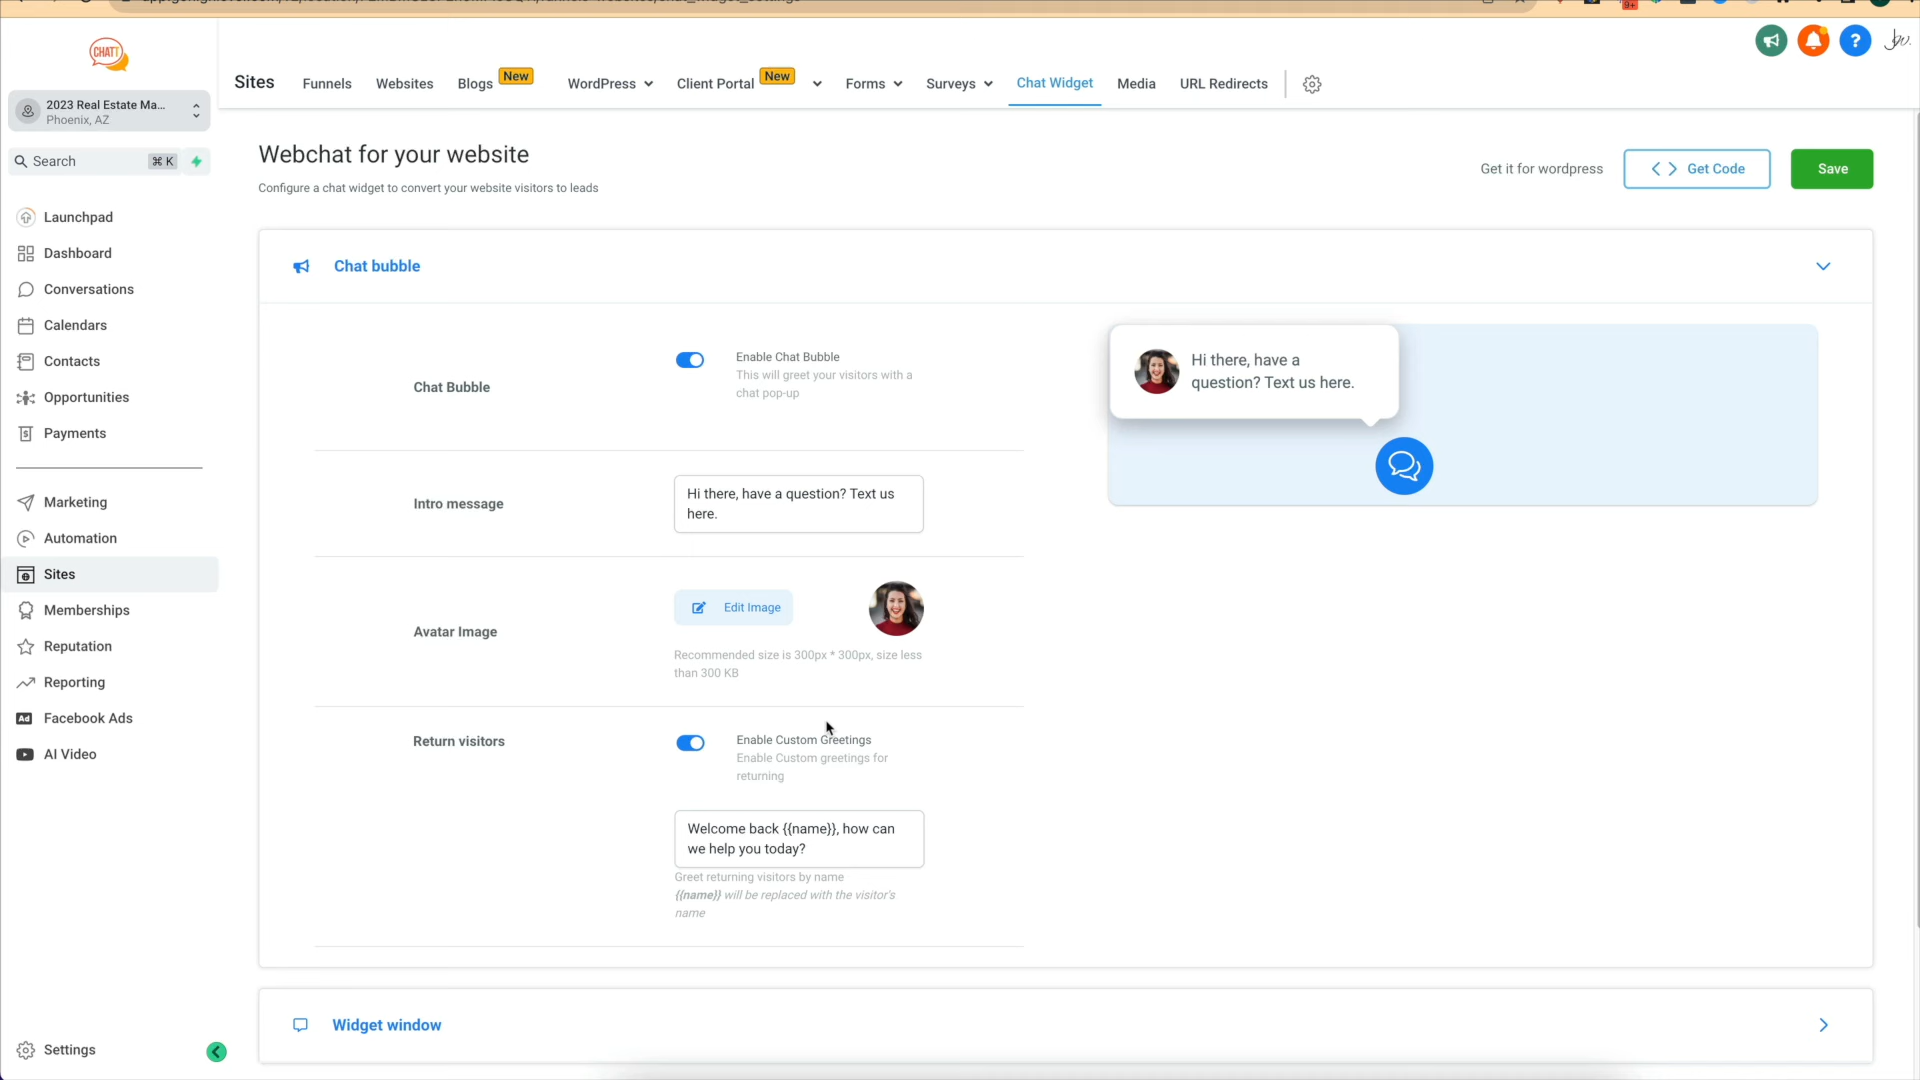 9+
CHATT
2023 Real Estate Ma...
Phoenix, AZ
Search
⌘ K
Launchpad
Dashboard
Conversations
Calendars
Contacts
Opportunities
Payments
Marketing
Automation
Sites
Memberships
Reputation
Reporting
Ad Facebook Ads
AI Video
Settings
Sites
Funnels
Websites
Blogs New
WordPress
Client Portal New
Forms
Surveys
Chat Widget
Media
URL Redirects
?
Webchat for your website
Configure a chat widget to convert your website visitors to leads
Get it for wordpress
< > Get Code
Save
Chat bubble
Chat Bubble
Enable Chat Bubble
This will greet your visitors with a
chat pop-up
Intro message
Hi there, have a question? Text us
here.
Avatar Image
Edit Image
Recommended size is 300px * 300px, size less
than 300 KB
Return visitors
Enable Custom Greetings
Enable Custom greetings for
returning
Welcome back {{name}}, how can
we help you today?
Greet returning visitors by name
{{name}} will be replaced with the visitor's
name
Hi there, have a
question? Text us here.
Widget window